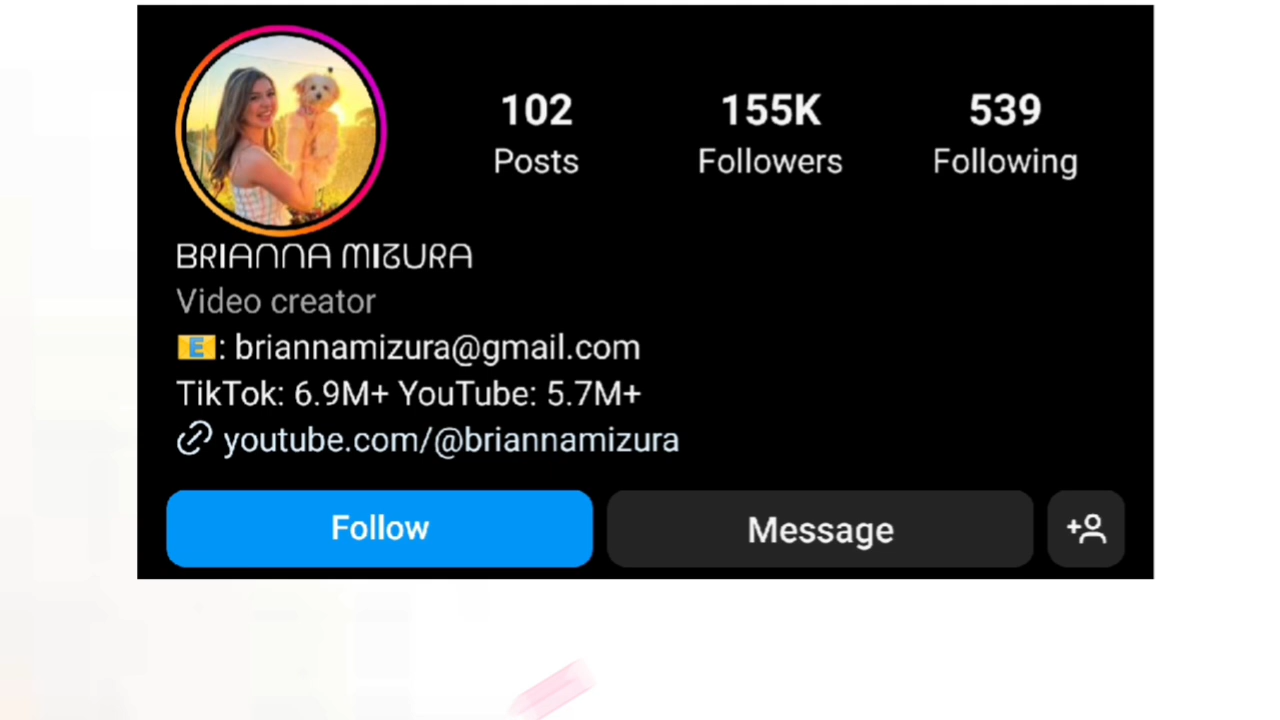 102 155K 539
Posts Followers Following
BRIANNA MIZURA
Video creator
📧: briannamizura@gmail.com
TikTok: 6.9M+ YouTube: 5.7M+
youtube.com/@briannamizura
Follow Message